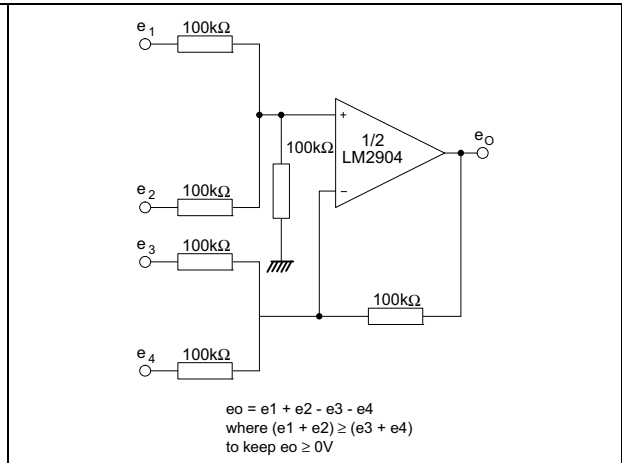 e1
100kΩ
e2
100kΩ
100kΩ
+
1/2
LM2904
−
eO
e3
100kΩ
100kΩ
e4
100kΩ
eo = e1 + e2 - e3 - e4
where (e1 + e2) ≥ (e3 + e4)
to keep eo ≥ 0V